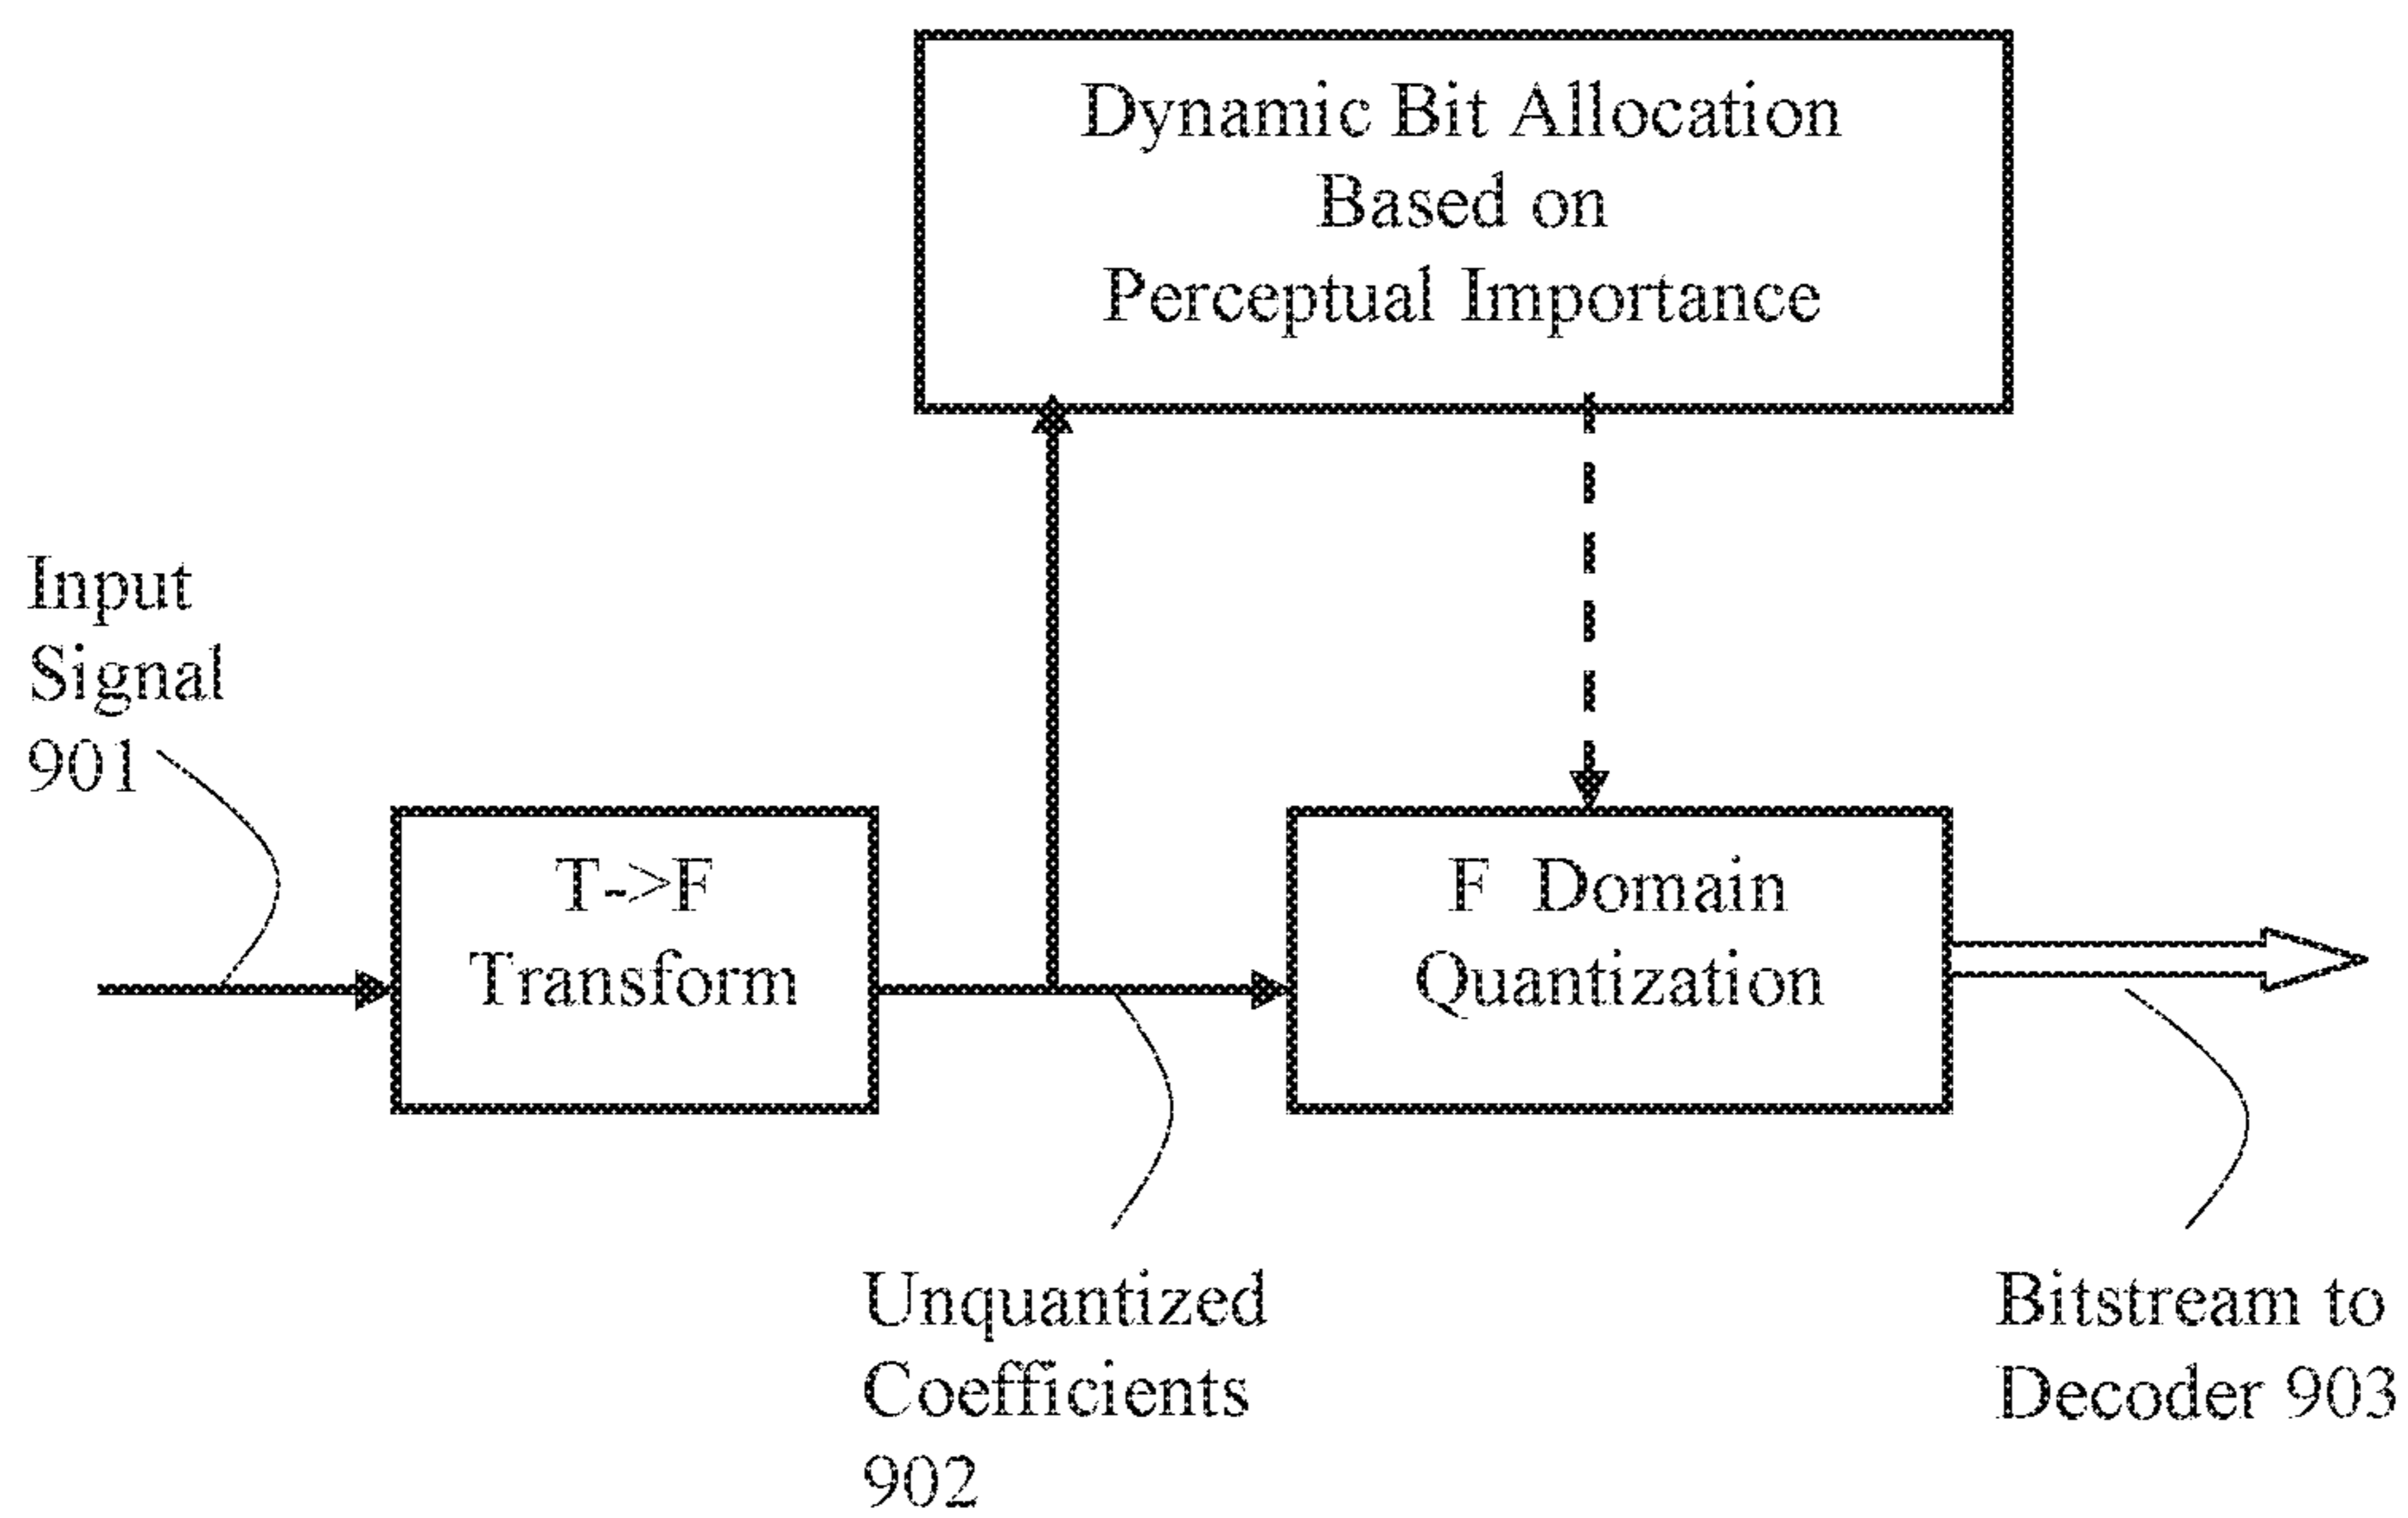 Dynamic Bit Allocation
Based on
Perceptual Importance
Input
Signal
901
T->F
Transform
F Domain
Quantization
Unquantized
Coefficients
902
Bitstream to
Decoder 903